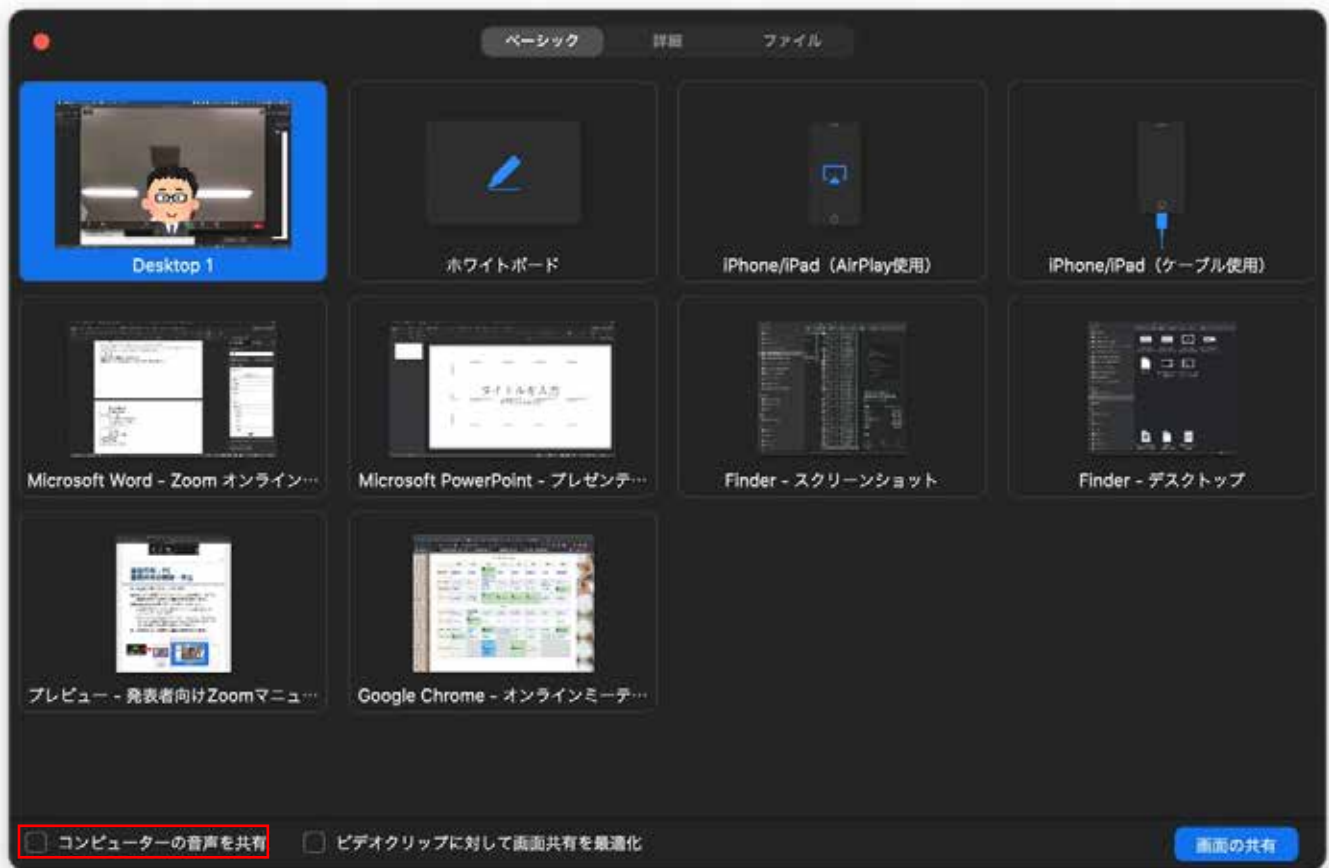 ベーシック 詳細 ファイル
Desktop 1
ホワイトボード
iPhone/iPad（AirPlay使用）
iPhone/iPad（ケーブル使用）
タイトルを入力
Microsoft Word - Zoom オンライン…
Microsoft PowerPoint - プレゼンテ…
Finder - スクリーンショット
Finder - デスクトップ
プレビュー - 発表者向けZoomマニュ…
Google Chrome - オンラインミーテ…
コンピューターの音声を共有
ビデオクリップに対して画面共有を最適化
画面の共有